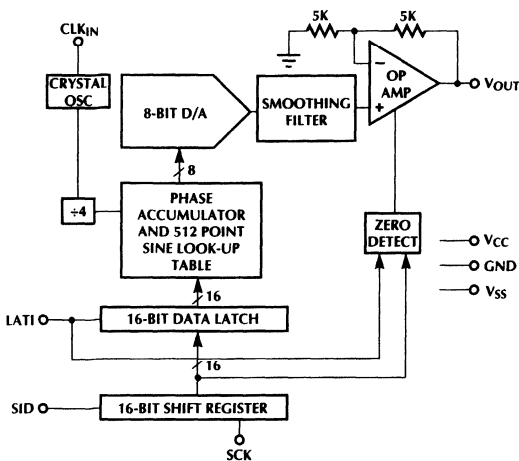 5K
5K
CLKIN
CRYSTAL
OSC
8-BIT D/A
SMOOTHING
FILTER
−
OP
AMP
+
VOUT
8
÷4
PHASE
ACCUMULATOR
AND 512 POINT
SINE LOOK-UP
TABLE
ZERO
DETECT
VCC
GND
VSS
16
LATI
16-BIT DATA LATCH
16
SID
16-BIT SHIFT REGISTER
SCK